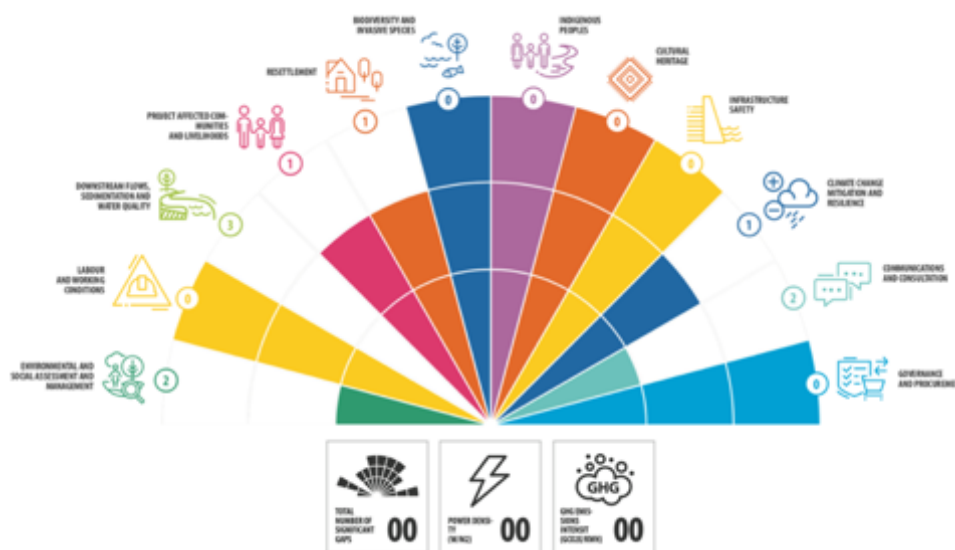 BIODIVERSITY AND
INVASIVE SPECIES
INDIGENOUS
PEOPLES
RESETTLEMENT
CULTURAL
HERITAGE
PROJECT AFFECTED COM-
MUNITIES
AND LIVELIHOODS
INFRASTRUCTURE
SAFETY
DOWNSTREAM FLOWS,
SEDIMENTATION AND
WATER QUALITY
CLIMATE CHANGE
MITIGATION AND
RESILIENCE
LABOUR
AND WORKING
CONDITIONS
COMMUNICATIONS
AND CONSULTATION
ENVIRONMENTAL AND
SOCIAL ASSESSMENT AND
MANAGEMENT
GOVERNANCE
AND PROCUREME
2
0
3
1
1
0
0
0
0
1
2
0
TOTAL
NUMBER OF
SIGNIFICANT
GAPS
00
POWER DENSI-
TY
(W/M2)
00
GHG
GHG EMIS-
SIONS
INTENSIT
00